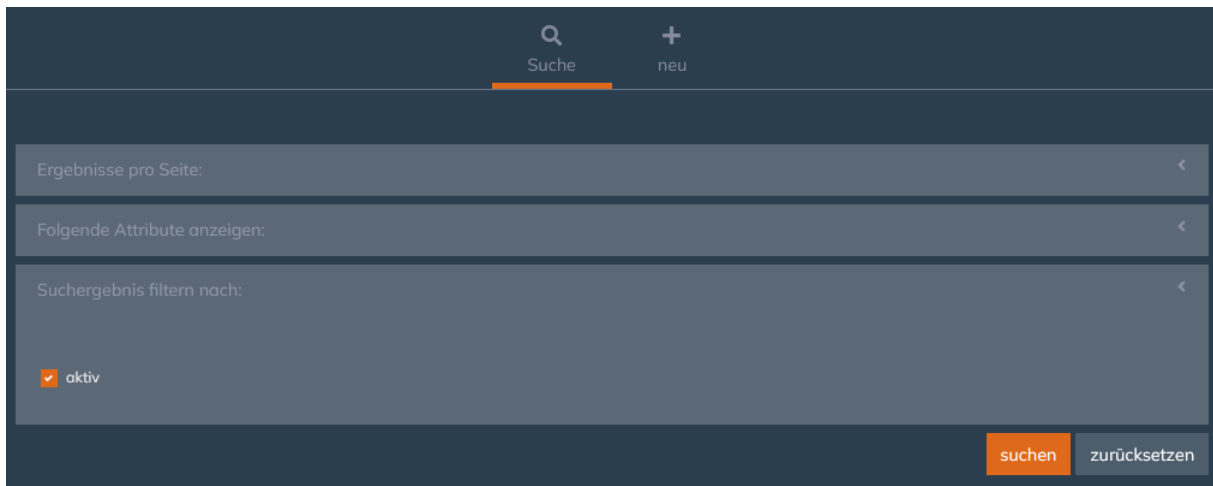 Suche
neu
Ergebnisse pro Seite:
Folgende Attribute anzeigen:
Suchergebnis filtern nach:
aktiv
suchen
zurücksetzen